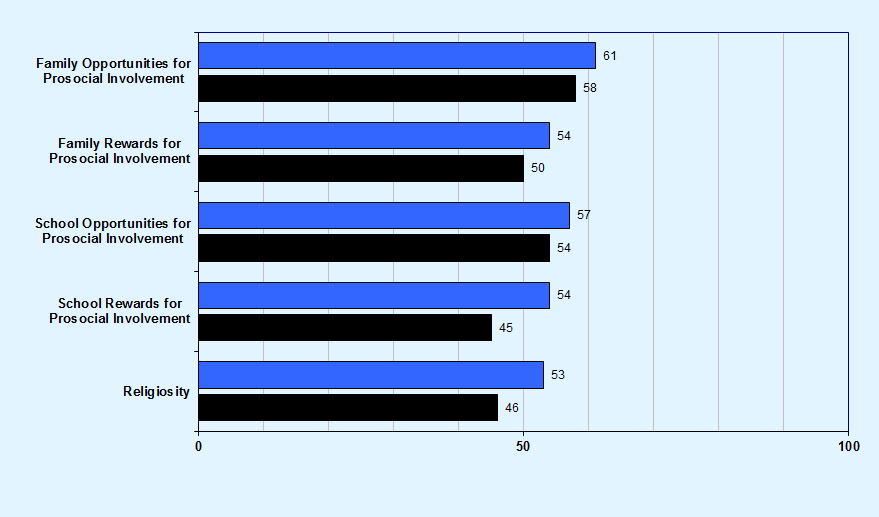 Family Opportunities for
Prosocial Involvement
61
58
Family Rewards for
Prosocial Involvement
54
50
School Opportunities for
Prosocial Involvement
57
54
School Rewards for
Prosocial Involvement
54
45
Religiosity
53
46
0
50
100